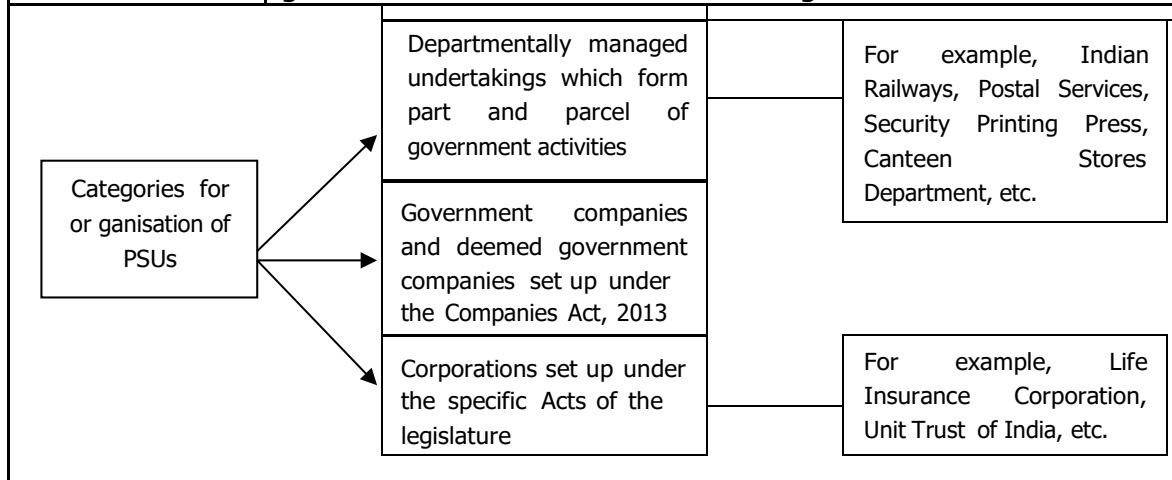 Categories for
or ganisation of
PSUs
Departmentally managed
undertakings which form
part and parcel of
government activities
Government companies
and deemed government
companies set up under
the Companies Act, 2013
Corporations set up under
the specific Acts of the
legislature
For example, Indian
Railways, Postal Services,
Security Printing Press,
Canteen Stores
Department, etc.
For example, Life
Insurance Corporation,
Unit Trust of India, etc.